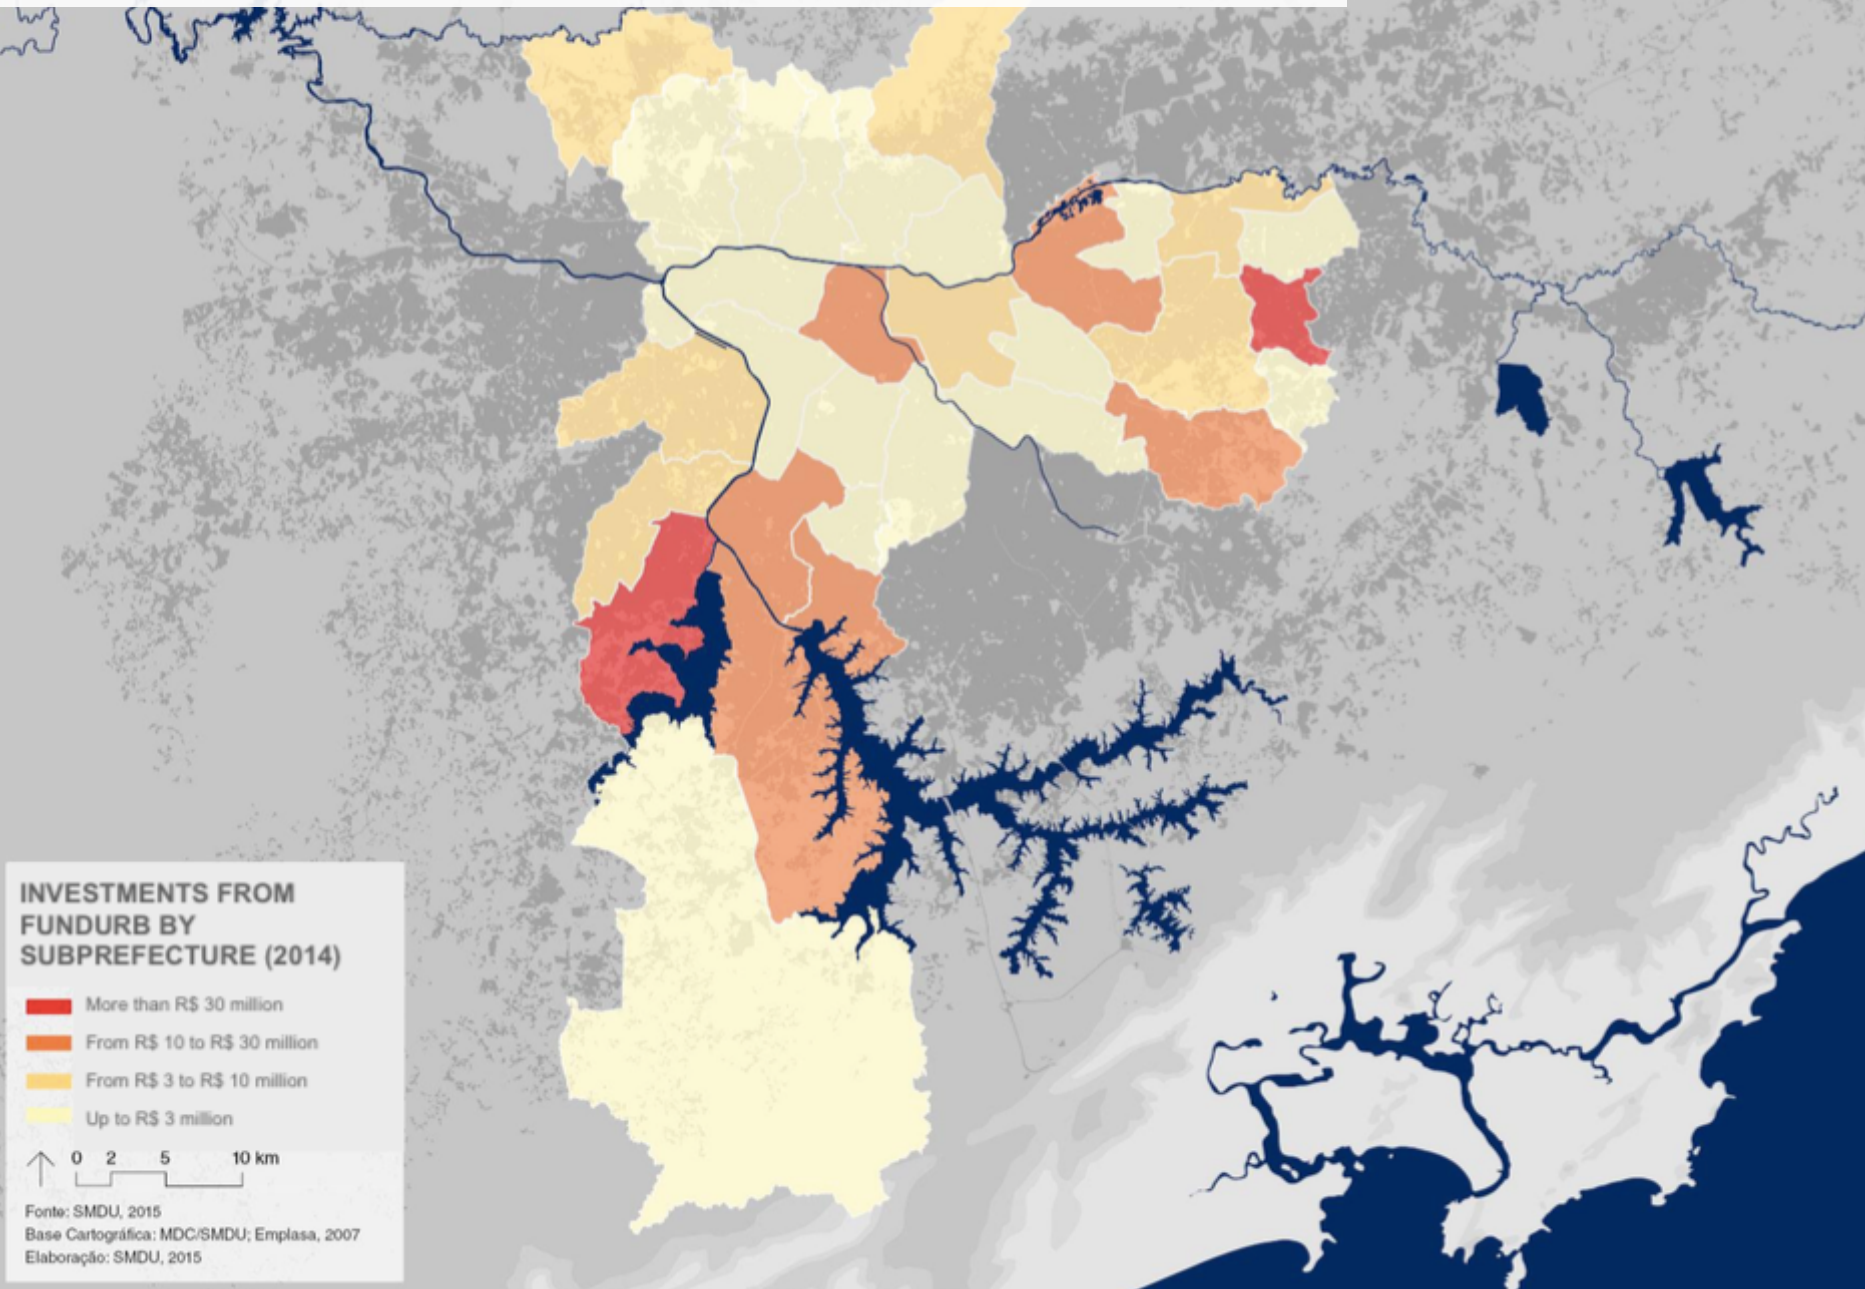 INVESTMENTS FROM
FUNDURB BY
SUBPREFECTURE (2014)
More than R$ 30 million
From R$ 10 to R$ 30 million
From R$ 3 to R$ 10 million
Up to R$ 3 million
0 2 5 10 km
Fonte: SMDU, 2015
Base Cartográfica: MDC/SMDU; Emplasa, 2007
Elaboração: SMDU, 2015